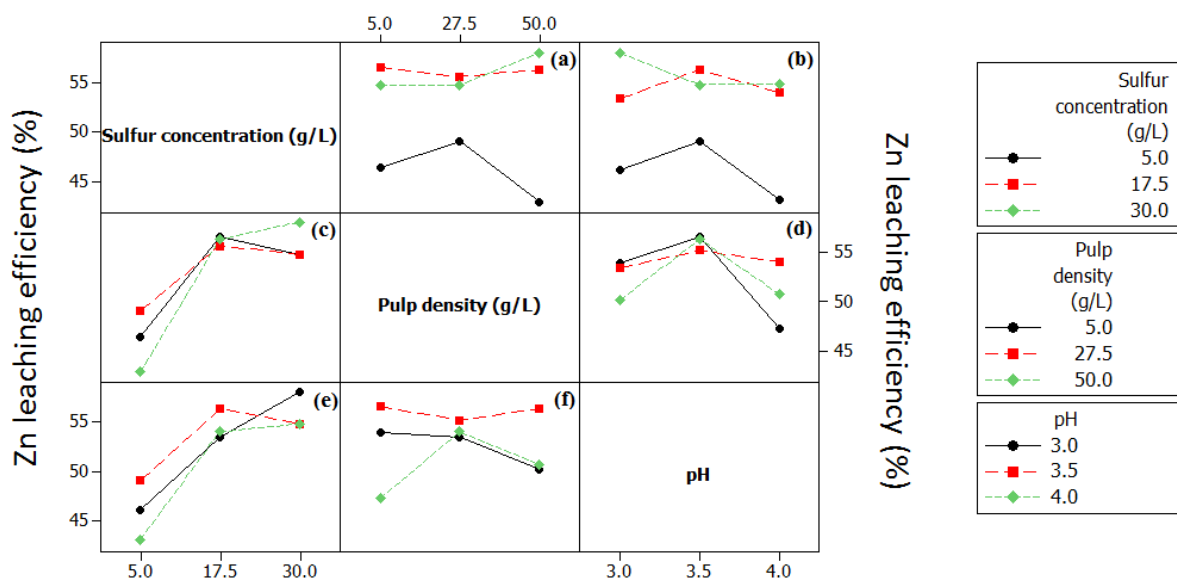 5.0 27.5 50.0
(a)
(b)
55
50
45
Sulfur concentration (g/L)
Zn leaching efficiency (%)
(c)
(d)
Pulp density (g/L)
55
50
45
Zn leaching efficiency (%)
(e)
(f)
55
50
45
pH
5.0 17.5 30.0
3.0 3.5 4.0
Sulfur
concentration
(g/L)
5.0
17.5
30.0
Pulp
density
(g/L)
5.0
27.5
50.0
pH
3.0
3.5
4.0